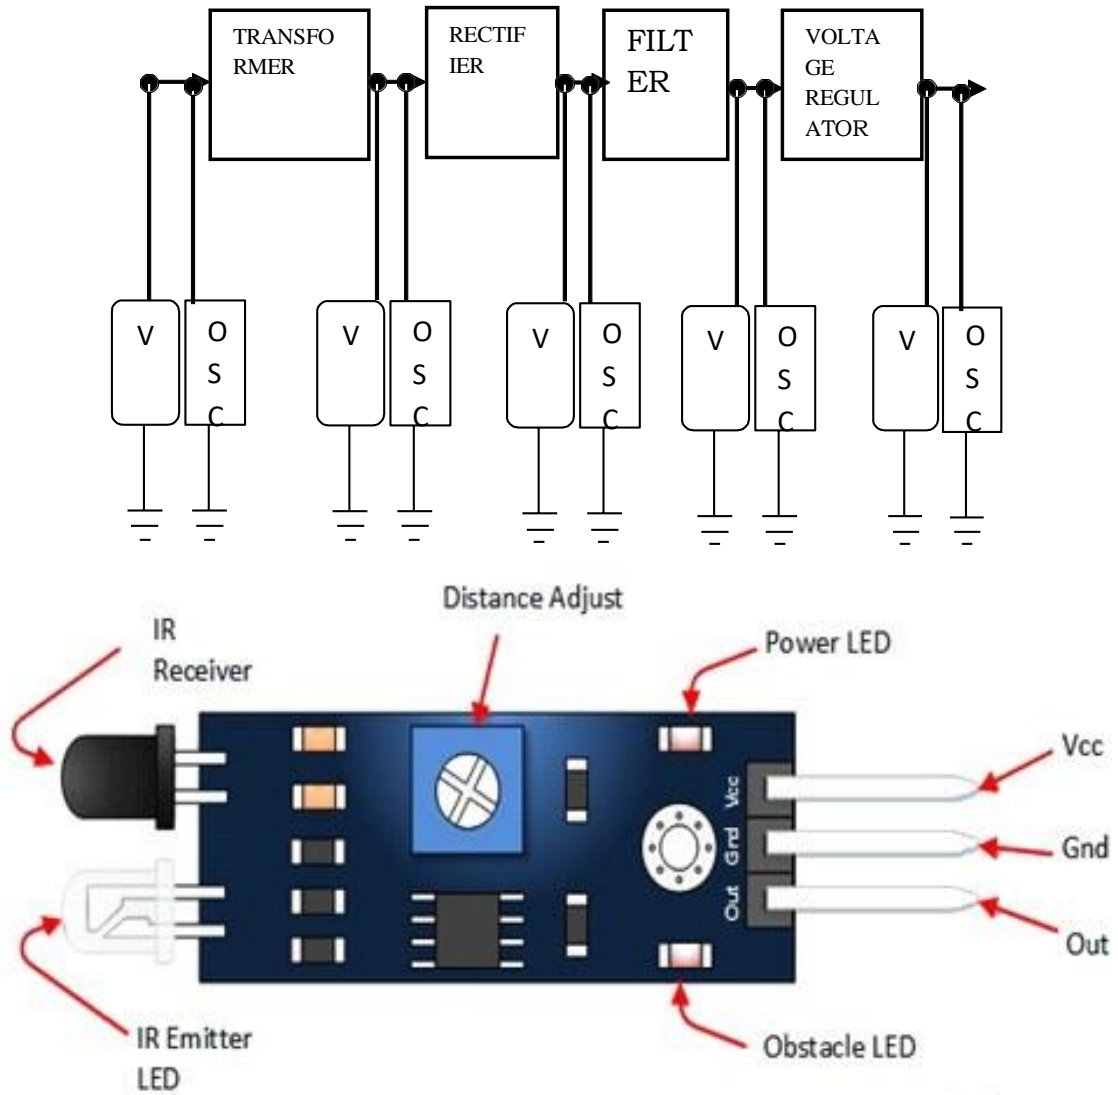 TRANSFO
RMER
RECTIF
IER
FILT
ER
VOLTA
GE
REGUL
ATOR
V
O
S
C
V
O
S
C
V
O
S
C
V
O
S
C
V
O
S
C
Distance Adjust
IR
Receiver
Power LED
Vcc
Vcc
Gnd
Gnd
Out
Out
IR Emitter
LED
Obstacle LED